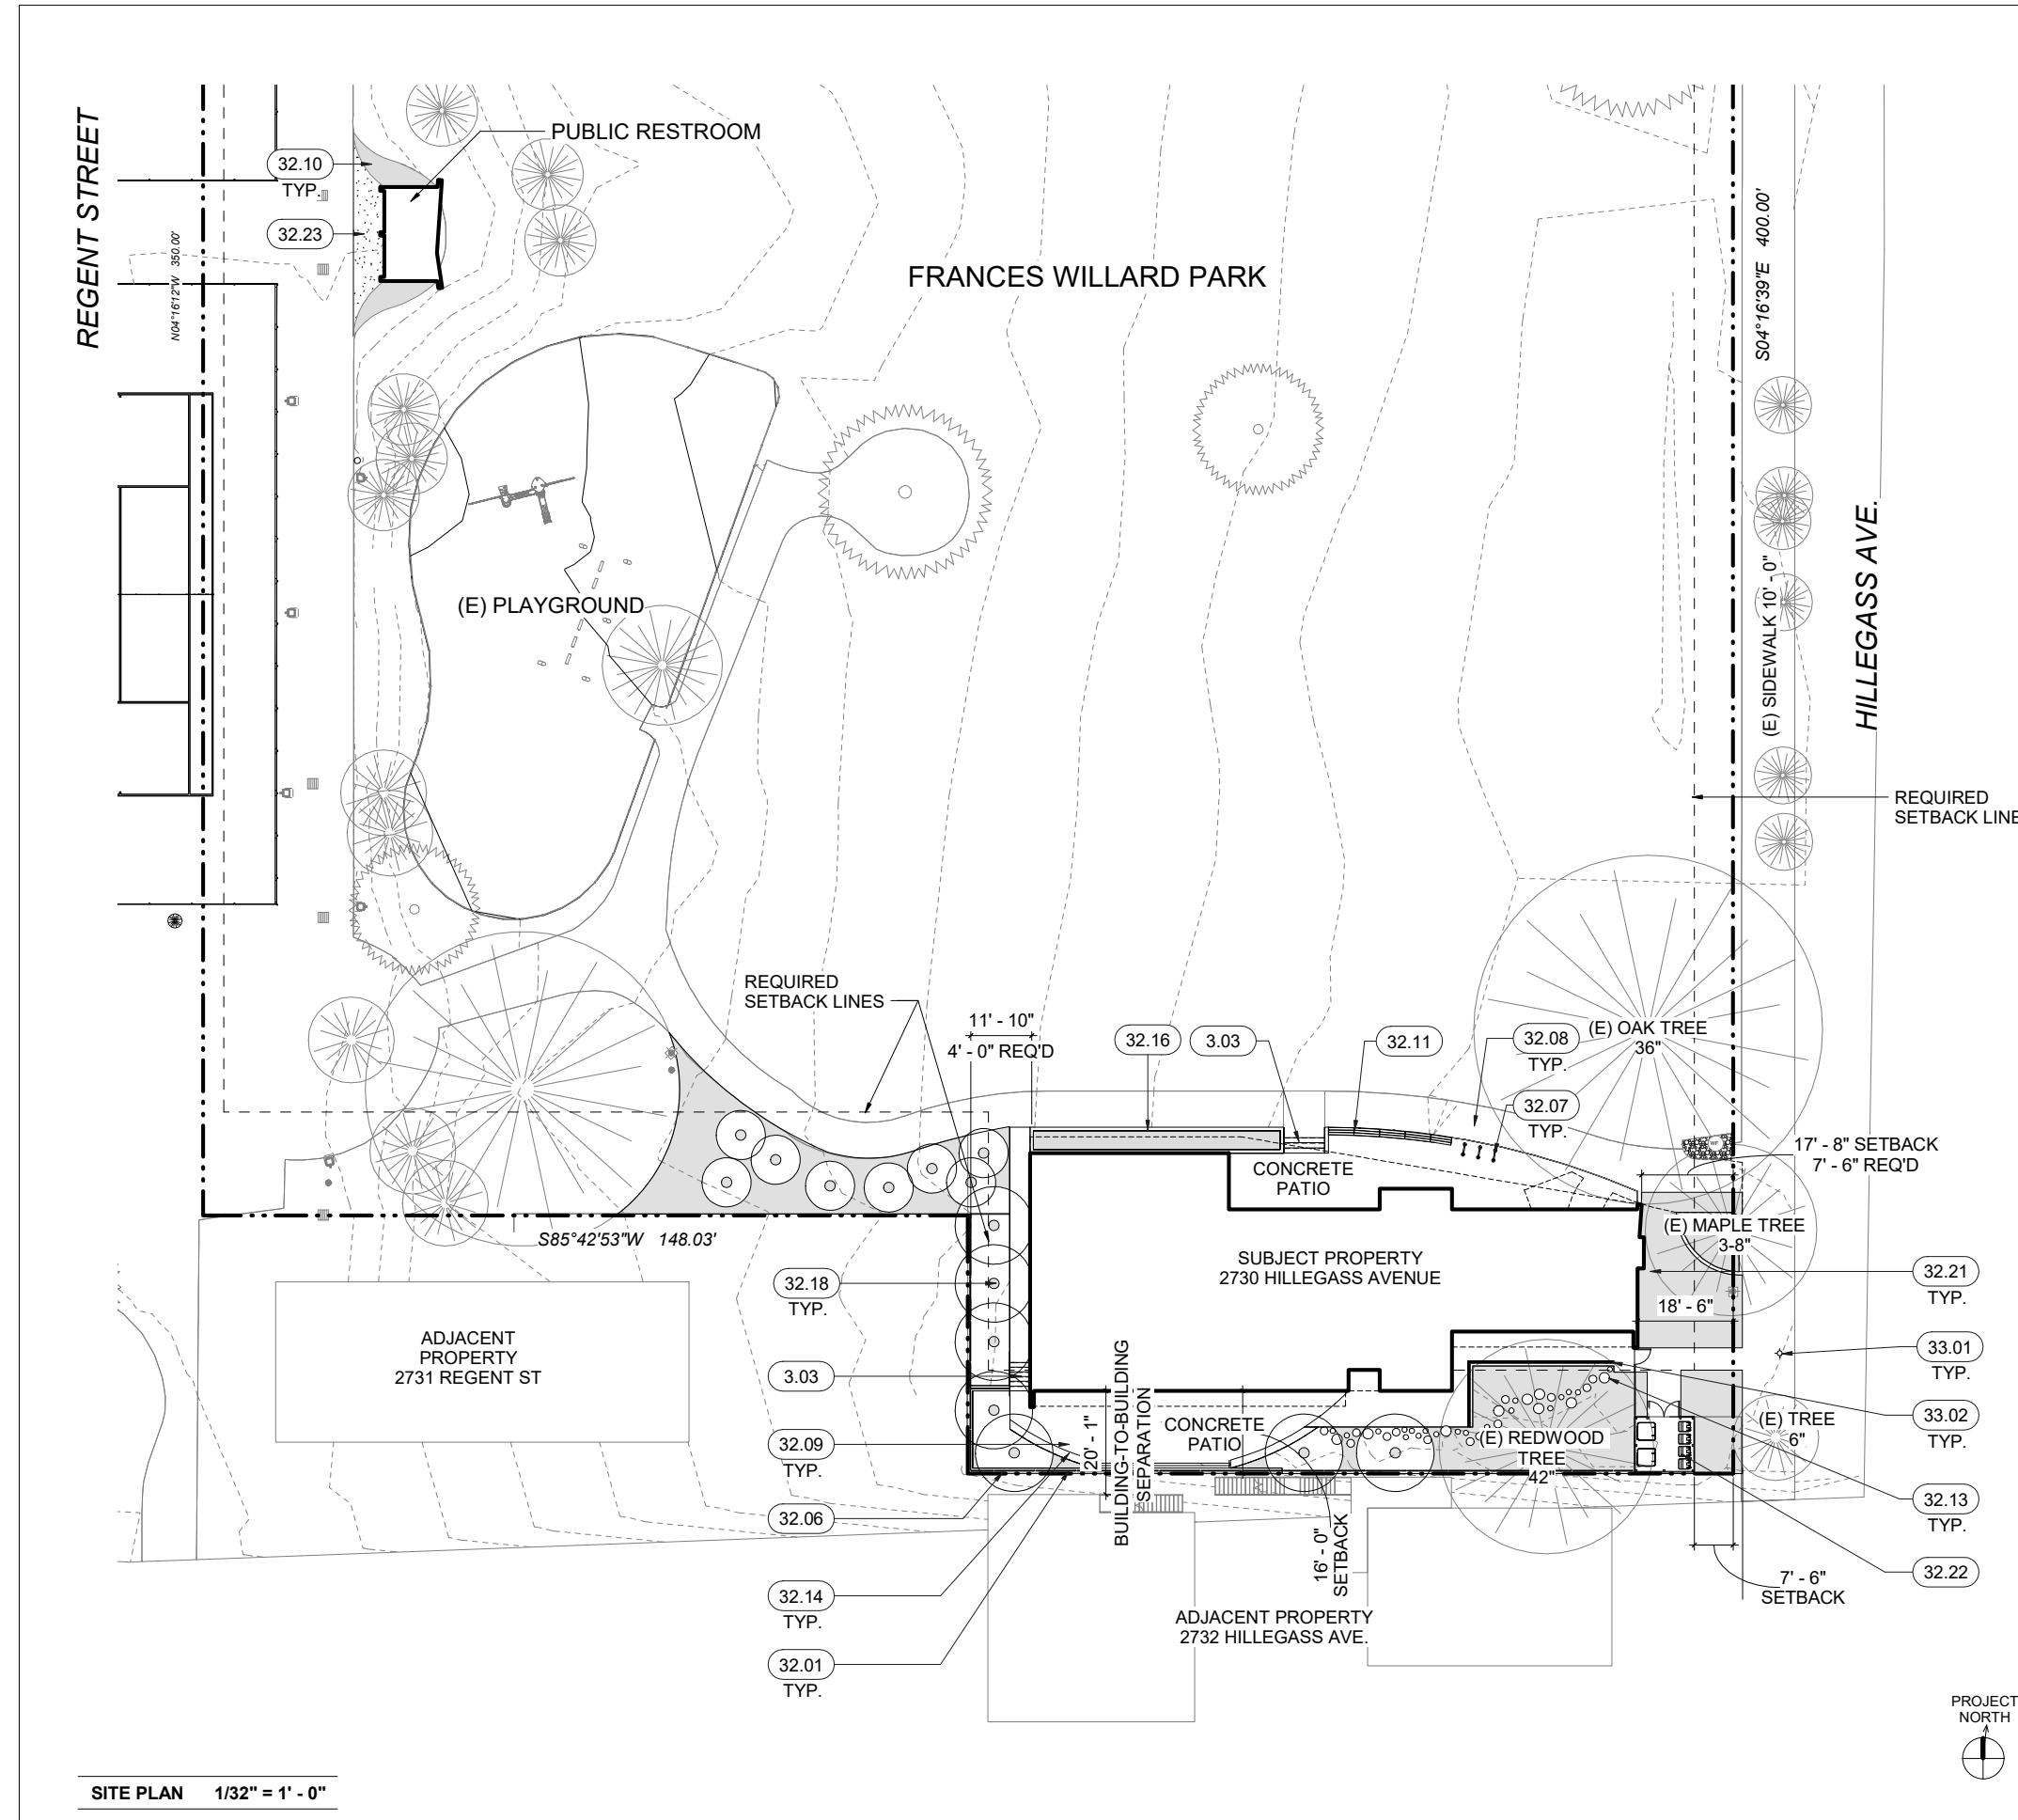 REGENT STREET
N04°16'12"W 350.00'
32.10
TYP.
32.23
PUBLIC RESTROOM
FRANCES WILLARD PARK
S04°16'39"E 400.00'
(E) SIDEWALK 10' - 0"
HILLEGASS AVE.
(E) PLAYGROUND
REQUIRED
SETBACK LINE
REQUIRED
SETBACK LINES
11' - 10"
4' - 0" REQ'D
32.16
3.03
32.11
32.08
TYP.
(E) OAK TREE
36"
32.07
TYP.
17' - 8" SETBACK
7' - 6" REQ'D
CONCRETE
PATIO
(E) MAPLE TREE
3-8"
S85°42'53"W 148.03'
SUBJECT PROPERTY
2730 HILLEGASS AVENUE
32.18
TYP.
32.21
TYP.
18' - 6"
ADJACENT
PROPERTY
2731 REGENT ST
3.03
33.01
TYP.
20' - 1"
BUILDING-TO-BUILDING
SEPARATION
CONCRETE
PATIO
33.02
TYP.
(E) TREE
6"
32.09
TYP.
(E) REDWOOD
TREE
42"
32.13
TYP.
32.06
16' - 0"
SETBACK
32.22
7' - 6"
SETBACK
32.14
TYP.
ADJACENT PROPERTY
2732 HILLEGASS AVE.
32.01
TYP.
PROJECT
NORTH
SITE PLAN 1/32" = 1' - 0"